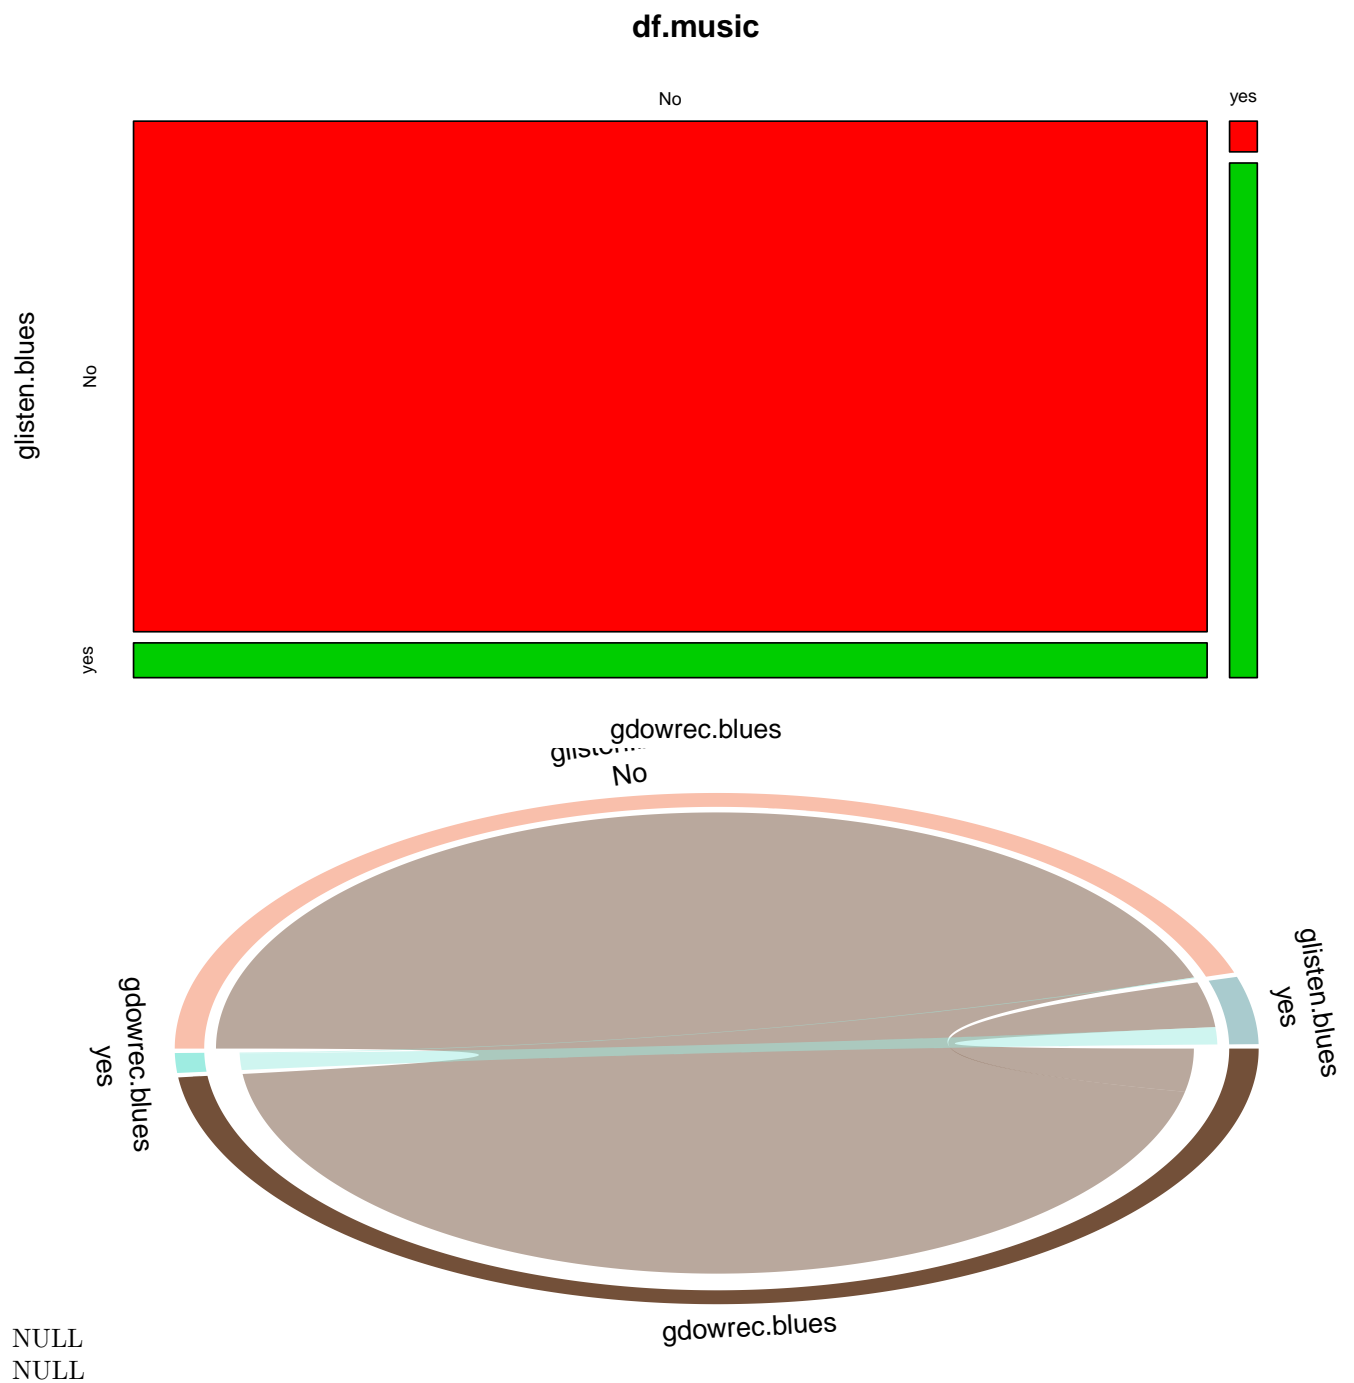 df.music
No
yes
glisten.blues
No
yes
gdowrec.blues
No
glisten.blues
yes
gdowrec.blues
yes
gdowrec.blues
NULL
NULL